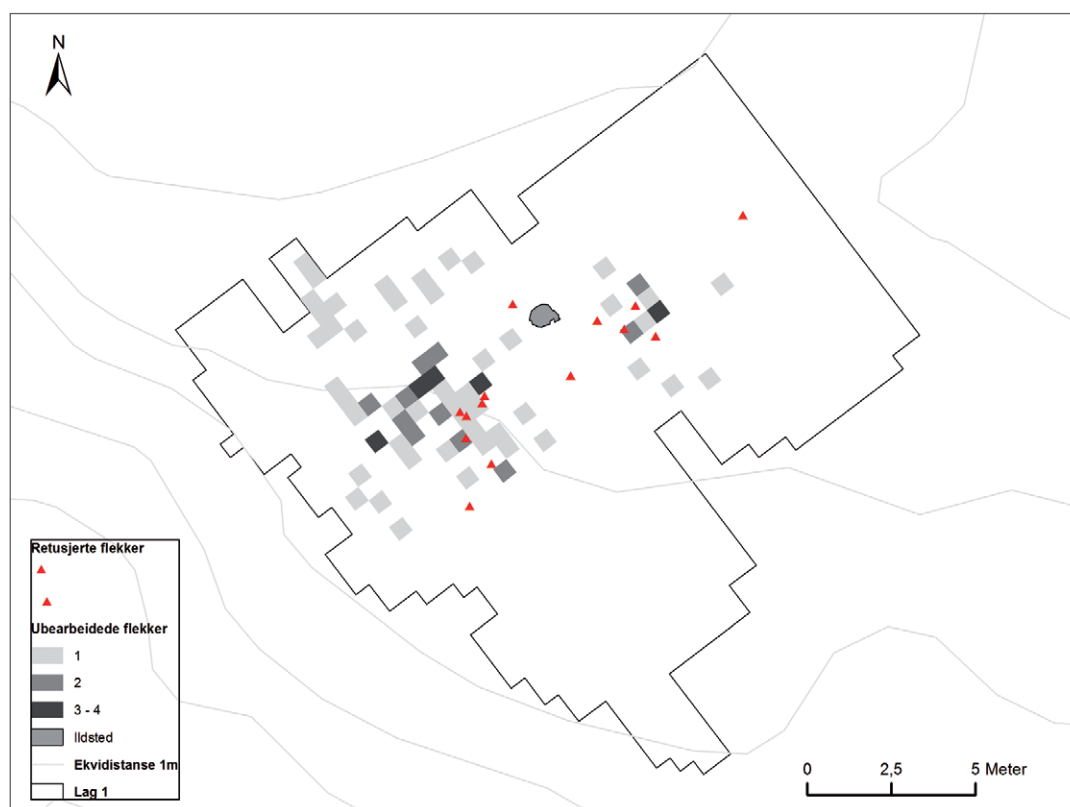 N
Retusjerte flekker
Ubearbeidede flekker
1
2
3 - 4
Ildsted
Ekvidistanse 1m
Lag 1
0 2,5 5 Meter